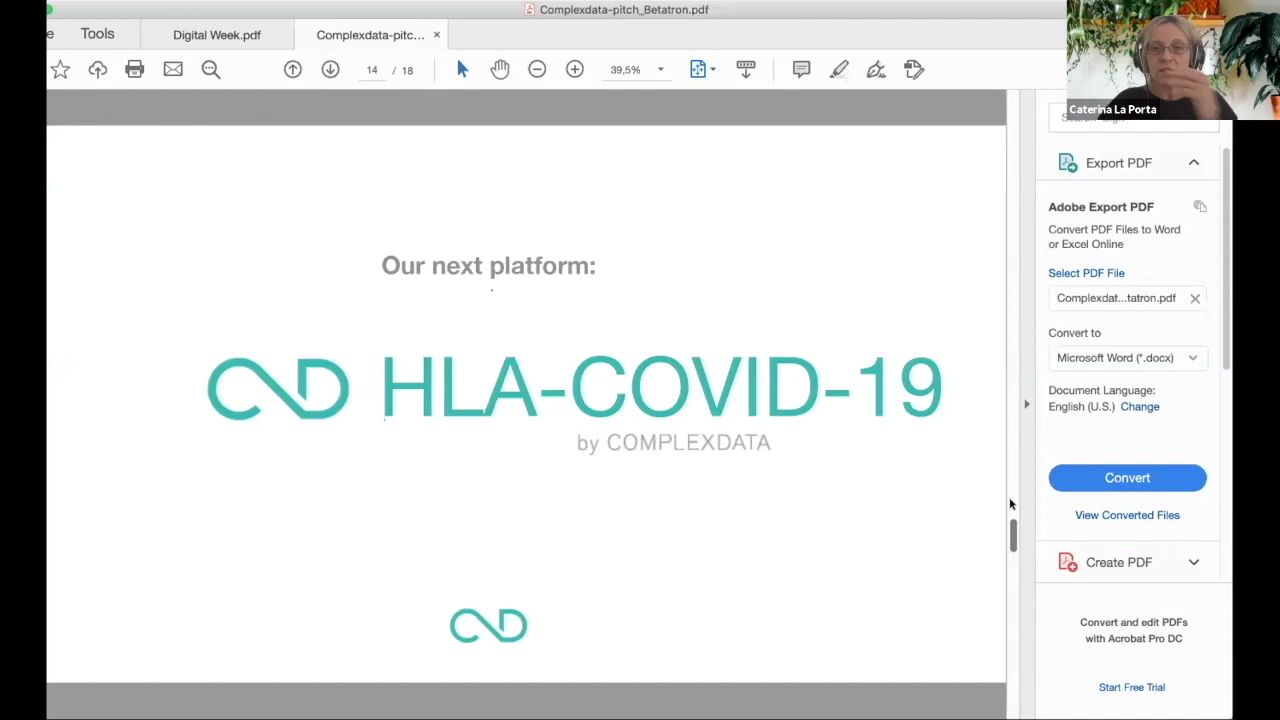 Complexdata-pitch_Betatron.pdf
e
Tools
Digital Week.pdf
Complexdata-pitc... ×
14 / 18
39,5%
Caterina La Porta
Export PDF
Adobe Export PDF
Convert PDF Files to Word
or Excel Online
Select PDF File
Complexdat...tatron.pdf
Convert to
Microsoft Word (*.docx)
Document Language:
English (U.S.) Change
Convert
View Converted Files
Create PDF
Convert and edit PDFs
with Acrobat Pro DC
Start Free Trial
Our next platform:
HLA-COVID-19
by COMPLEXDATA